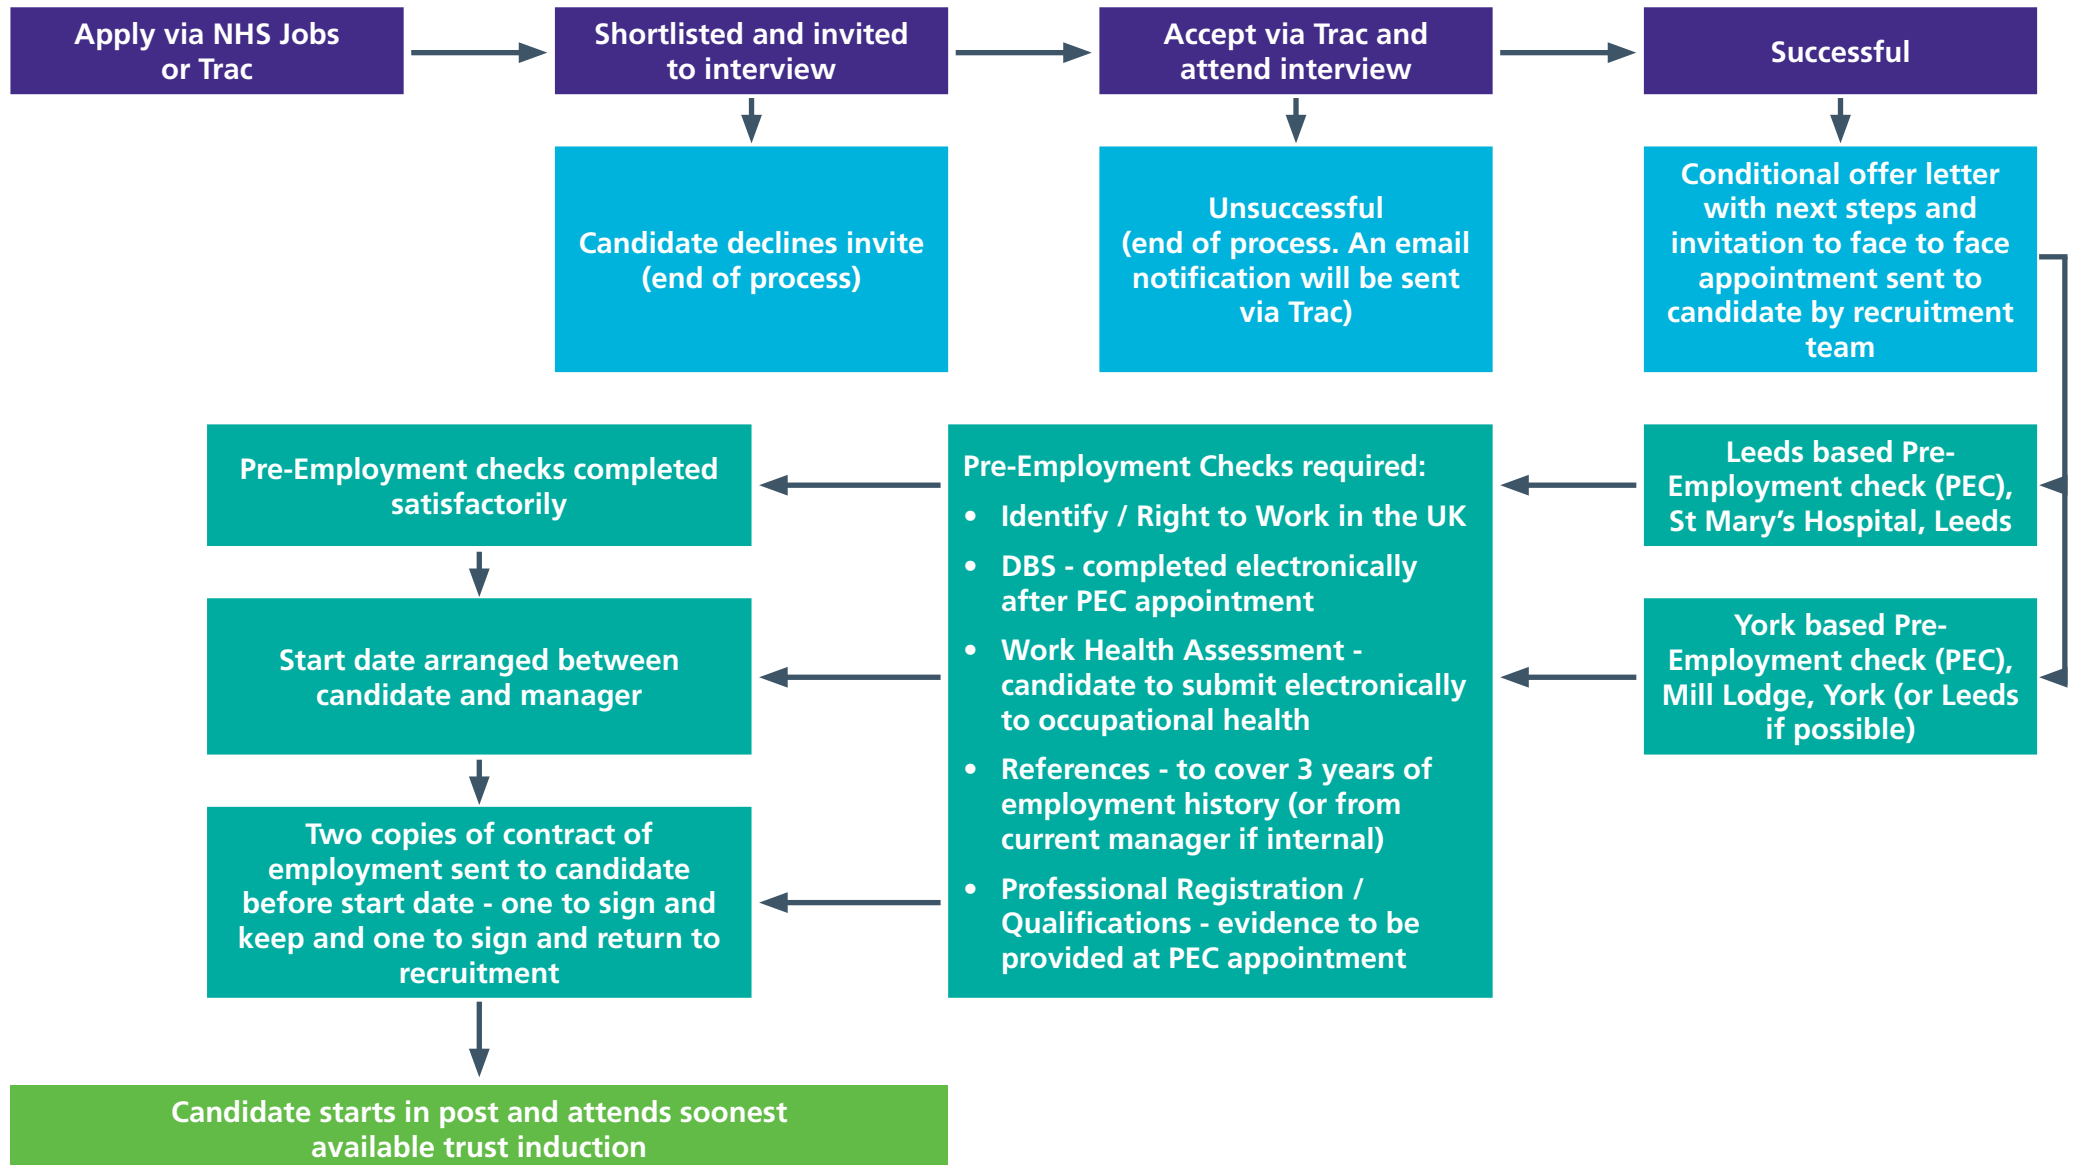 Apply via NHS Jobs
or Trac
Shortlisted and invited
to interview
Accept via Trac and
attend interview
Successful
Candidate declines invite
(end of process)
Unsuccessful
(end of process. An email
notification will be sent
via Trac)
Conditional offer letter
with next steps and
invitation to face to face
appointment sent to
candidate by recruitment
team
Leeds based Pre-
Employment check (PEC),
St Mary’s Hospital, Leeds
York based Pre-
Employment check (PEC),
Mill Lodge, York (or Leeds
if possible)
Pre-Employment Checks required:
• Identify / Right to Work in the UK
• DBS - completed electronically
after PEC appointment
• Work Health Assessment -
candidate to submit electronically
to occupational health
• References - to cover 3 years of
employment history (or from
current manager if internal)
• Professional Registration /
Qualifications - evidence to be
provided at PEC appointment
Pre-Employment checks completed
satisfactorily
Start date arranged between
candidate and manager
Two copies of contract of
employment sent to candidate
before start date - one to sign and
keep and one to sign and return to
recruitment
Candidate starts in post and attends soonest
available trust induction